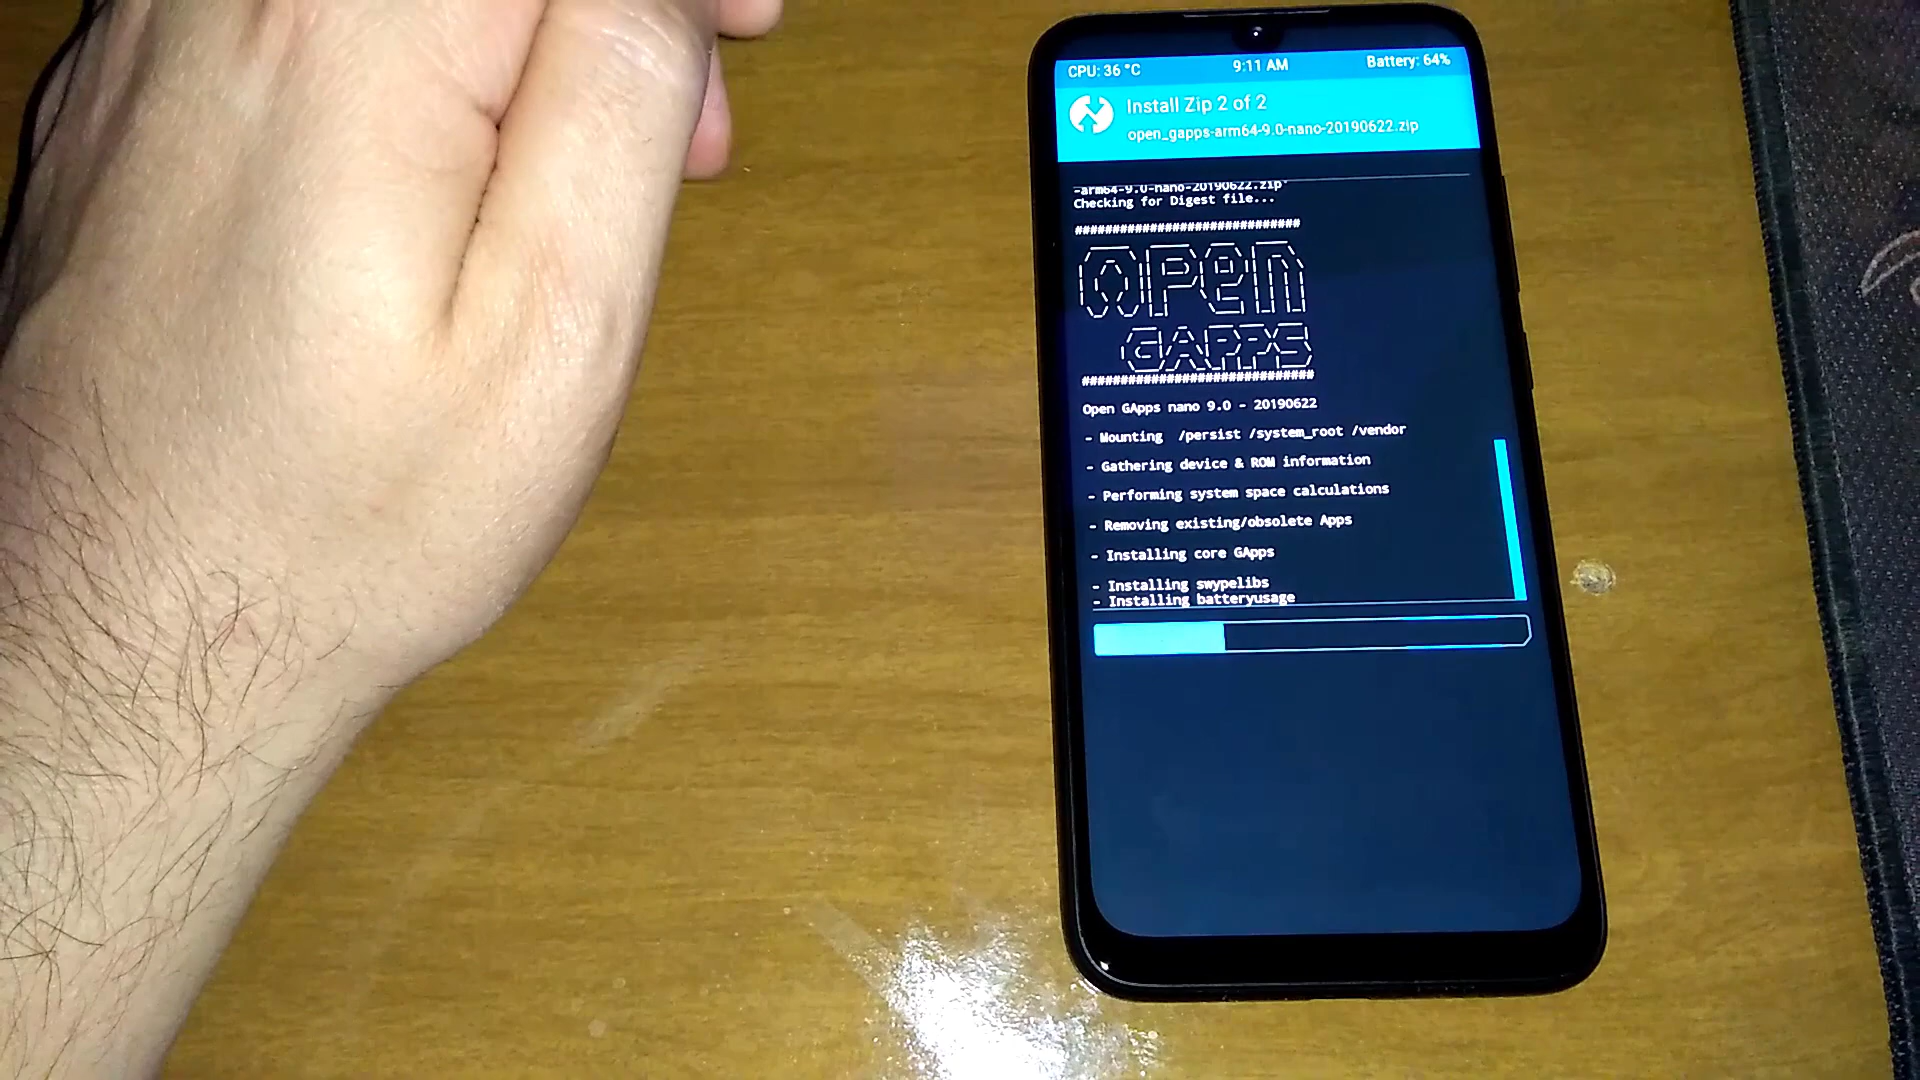 CPU: 36 °C 9:11 AM Battery: 64%
Install Zip 2 of 2
open_gapps-arm64-9.0-nano-20190622.zip
-arm64-9.0-nano-20190622.zip'
Checking for Digest file...
##############################
OPEN
GAPPS
##############################
Open GApps nano 9.0 - 20190622
- Mounting /persist /system_root /vendor
- Gathering device & ROM information
- Performing system space calculations
- Removing existing/obsolete Apps
- Installing core GApps
- Installing swypelibs
- Installing batteryusage